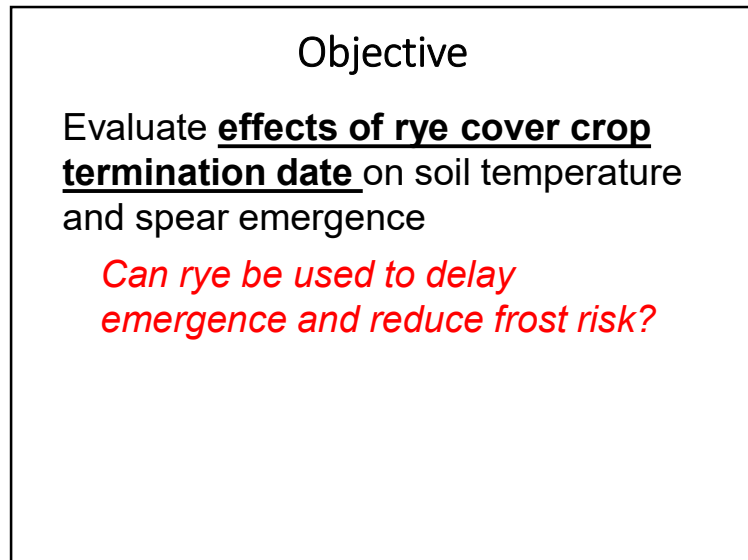 Objective
Evaluate effects of rye cover crop
termination date on soil temperature
and spear emergence
Can rye be used to delay
emergence and reduce frost risk?